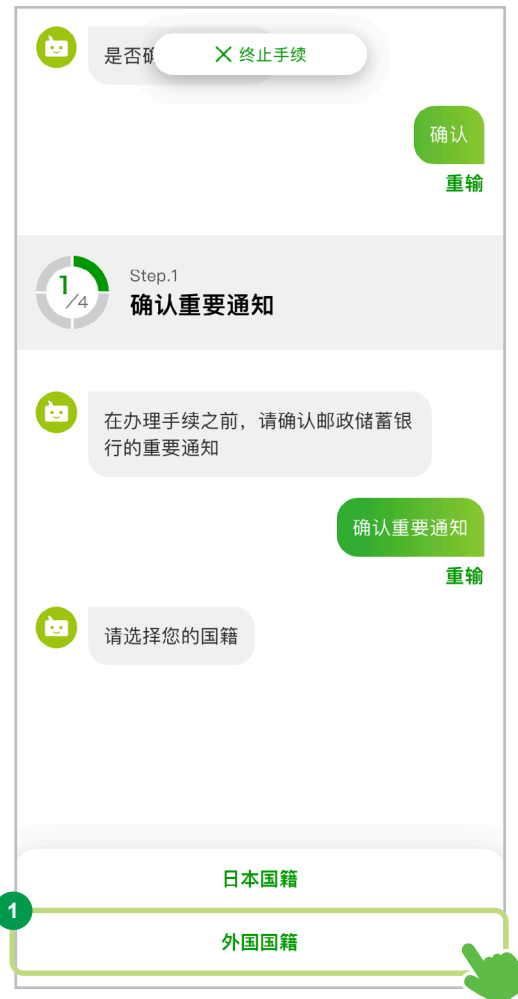 是否确
终止手续
确认
重输
1/4
Step.1
确认重要通知
在办理手续之前，请确认邮政储蓄银
行的重要通知
确认重要通知
重输
请选择您的国籍
日本国籍
1
外国国籍